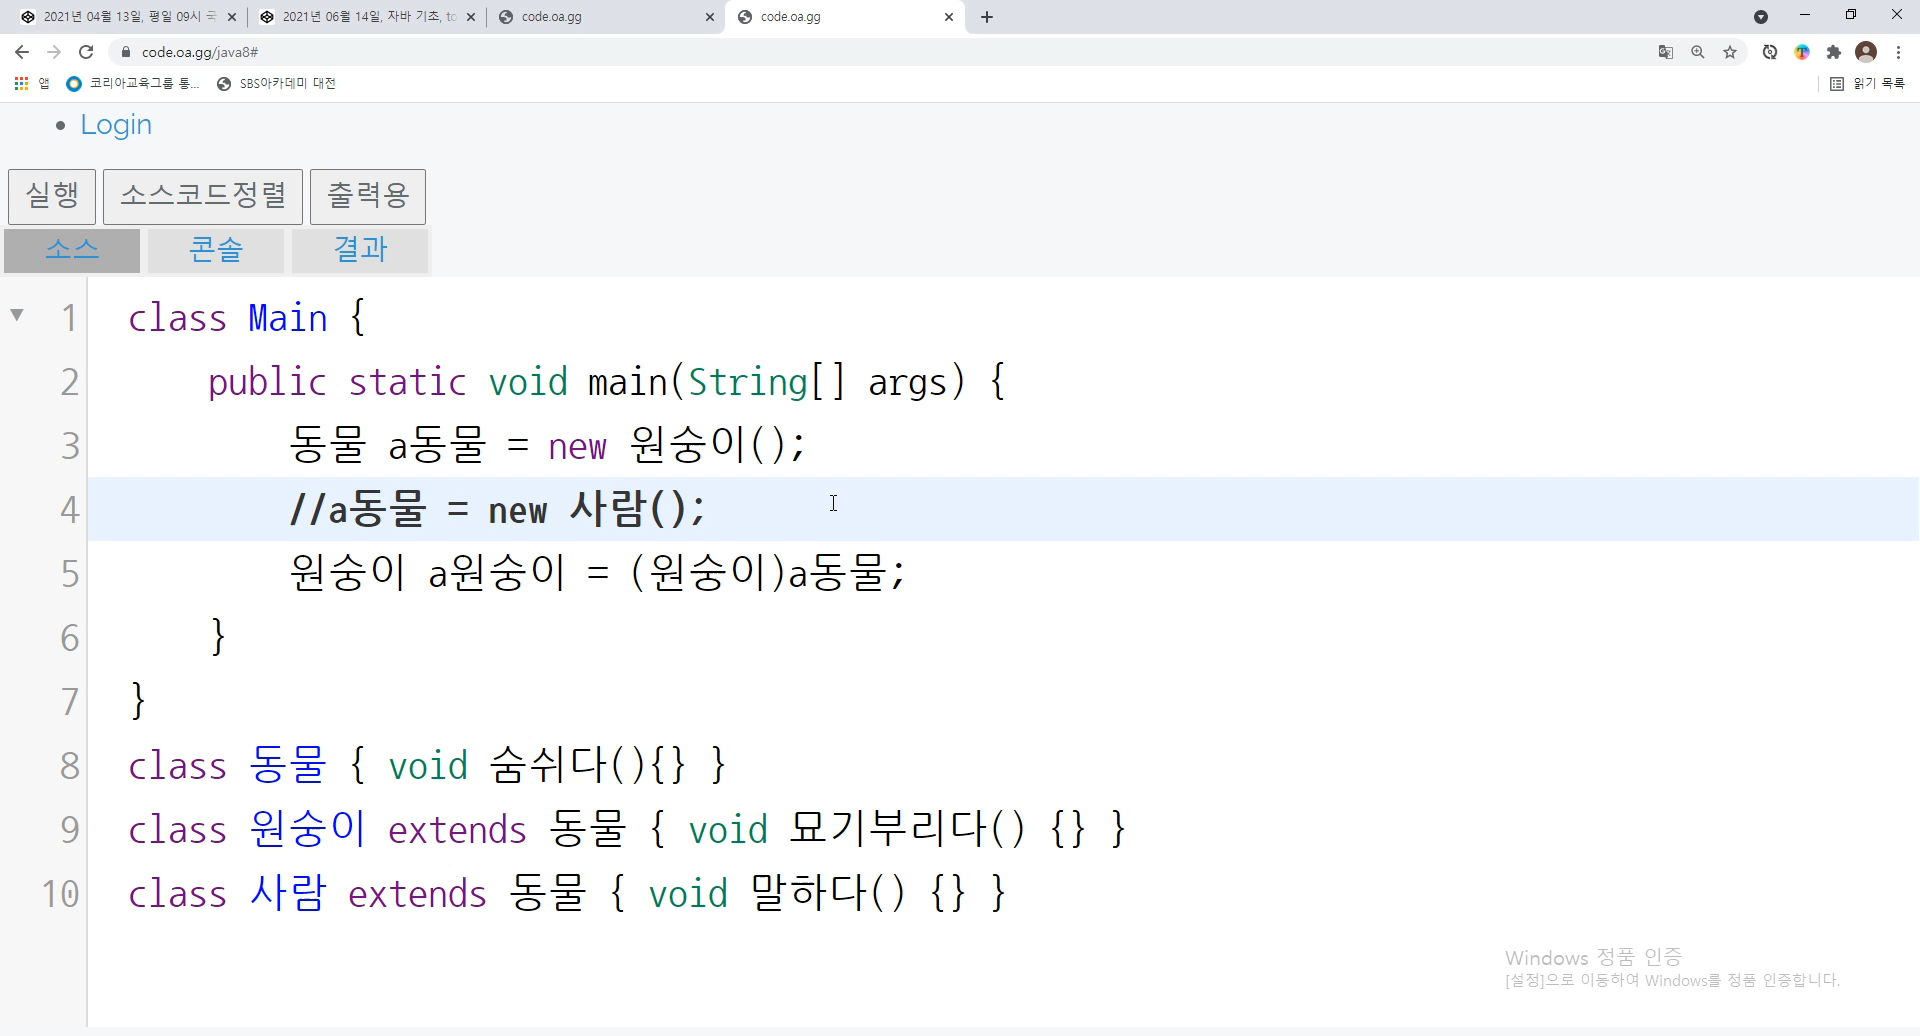 2021년 04월 13일, 평일 09시 국
2021년 06월 14일, 자바 기초, to
code.oa.gg
code.oa.gg
code.oa.gg/java8#
앱
코리아교육그룹 통...
SBS아카데미 대전
읽기 목록
Login
실행
소스코드정렬
출력용
소스
콘솔
결과
1 class Main {
2 public static void main(String[] args) {
3 동물 a동물 = new 원숭이();
4 //a동물 = new 사람();
5 원숭이 a원숭이 = (원숭이)a동물;
6 }
7 }
8 class 동물 { void 숨쉬다(){} }
9 class 원숭이 extends 동물 { void 묘기부리다() {} }
10 class 사람 extends 동물 { void 말하다() {} }
Windows 정품 인증
[설정]으로 이동하여 Windows를 정품 인증합니다.